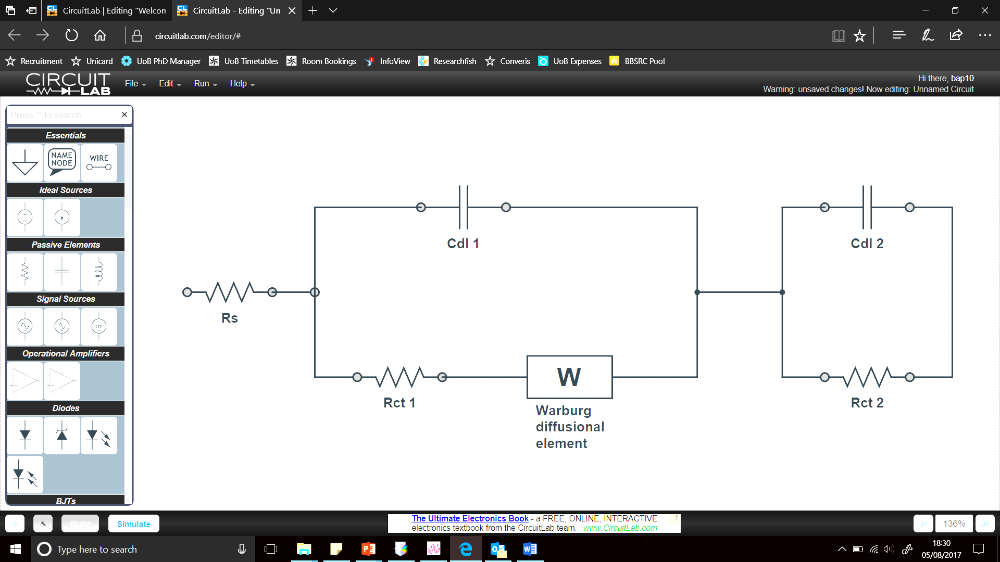 CircuitLab | Editing "Welcom
CircuitLab - Editing "Un
circuitlab.com/editor/#
Recruitment Unicard UoB PhD Manager UoB Timetables Room Bookings InfoView Researchfish Converis UoB Expenses BBSRC Pool
CIRCUIT LAB File Edit Run Help
Hi there, bap10
Warning: unsaved changes! Now editing: Unnamed Circuit
Press '/' to search
Essentials
NAME NODE
WIRE
Ideal Sources
Passive Elements
Signal Sources
CSV
Operational Amplifiers
Diodes
BJTs
Cdl 1
Cdl 2
Rs
W
Rct 1
Rct 2
Warburg
diffusional
element
Build
Simulate
The Ultimate Electronics Book - a FREE, ONLINE, INTERACTIVE
electronics textbook from the CircuitLab team. www.CircuitLab.com
?
136%
Type here to search
18:30
05/08/2017